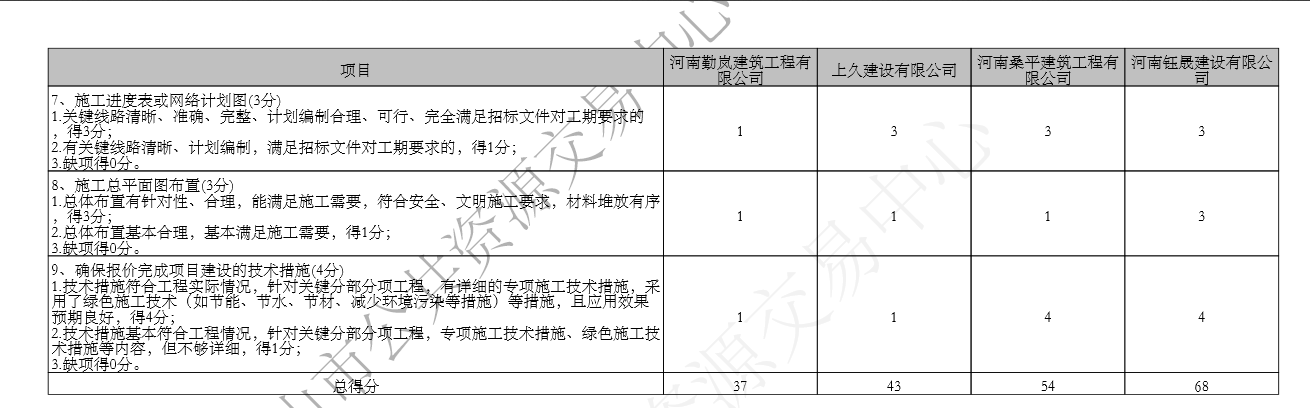 项目
河南勤岚建筑工程有
限公司
上久建设有限公司
河南桑平建筑工程有
限公司
河南钰晟建设有限公
司
7、施工进度表或网络计划图(3分)
1.关键线路清晰、准确、完整、计划编制合理、可行、完全满足招标文件对工期要求的
，得3分；
2.有关键线路清晰、计划编制，满足招标文件对工期要求的，得1分；
3.缺项得0分。
1
3
3
3
8、施工总平面图布置(3分)
1.总体布置有针对性、合理，能满足施工需要，符合安全、文明施工要求，材料堆放有序
，得3分；
2.总体布置基本合理，基本满足施工需要，得1分；
3.缺项得0分。
1
1
1
3
9、确保报价完成项目建设的技术措施(4分)
1.技术措施符合工程实际情况，针对关键分部分项工程，有详细的专项施工技术措施，采
用了绿色施工技术（如节能、节水、节材、减少环境污染等措施）等措施，且应用效果
预期良好，得4分；
2.技术措施基本符合工程情况，针对关键分部分项工程，专项施工技术措施、绿色施工技
术措施等内容，但不够详细，得1分；
3.缺项得0分。
1
1
4
4
总得分
37
43
54
68
市公共资源交易中心
资源交易中心